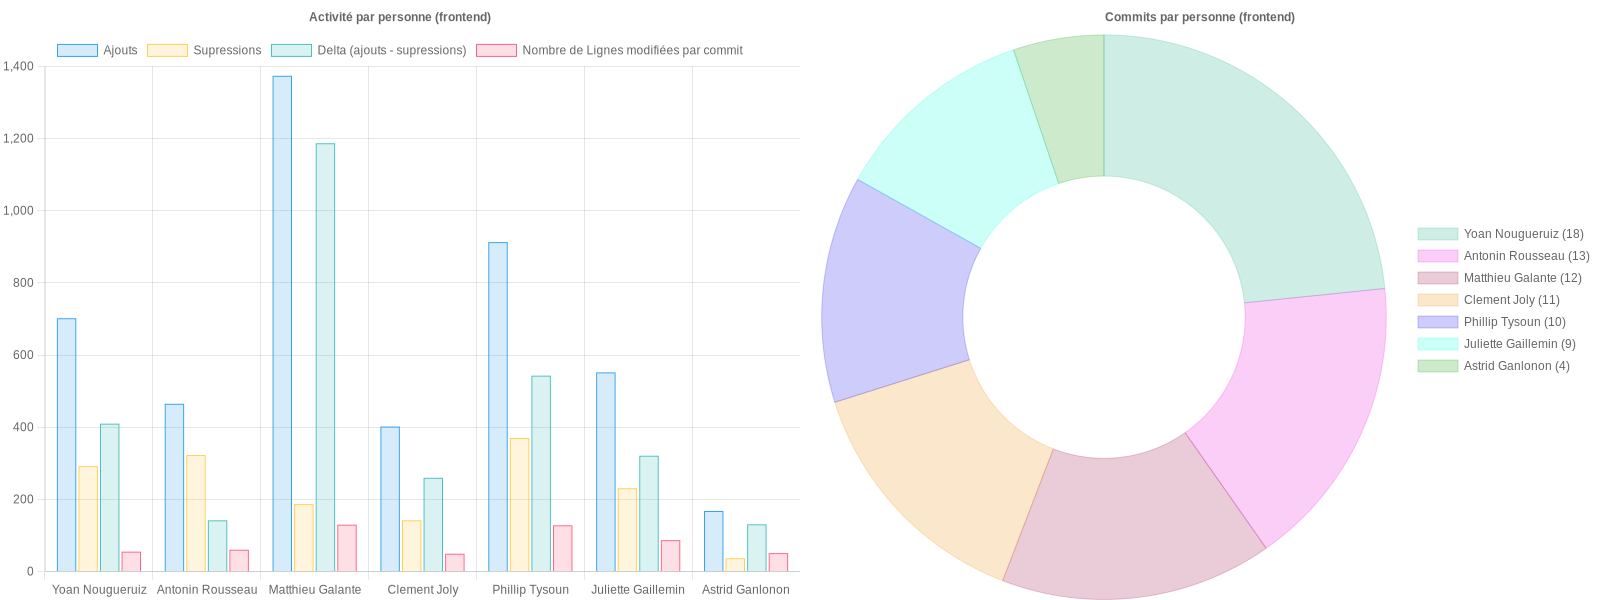 Activité par personne (frontend)
Ajouts
Supressions
Delta (ajouts - supressions)
Nombre de Lignes modifiées par commit
1,400
1,200
1,000
800
600
400
200
0
Yoan Nougueruiz
Antonin Rousseau
Matthieu Galante
Clement Joly
Phillip Tysoun
Juliette Gaillemin
Astrid Ganlonon
Commits par personne (frontend)
Yoan Nougueruiz (18)
Antonin Rousseau (13)
Matthieu Galante (12)
Clement Joly (11)
Phillip Tysoun (10)
Juliette Gaillemin (9)
Astrid Ganlonon (4)